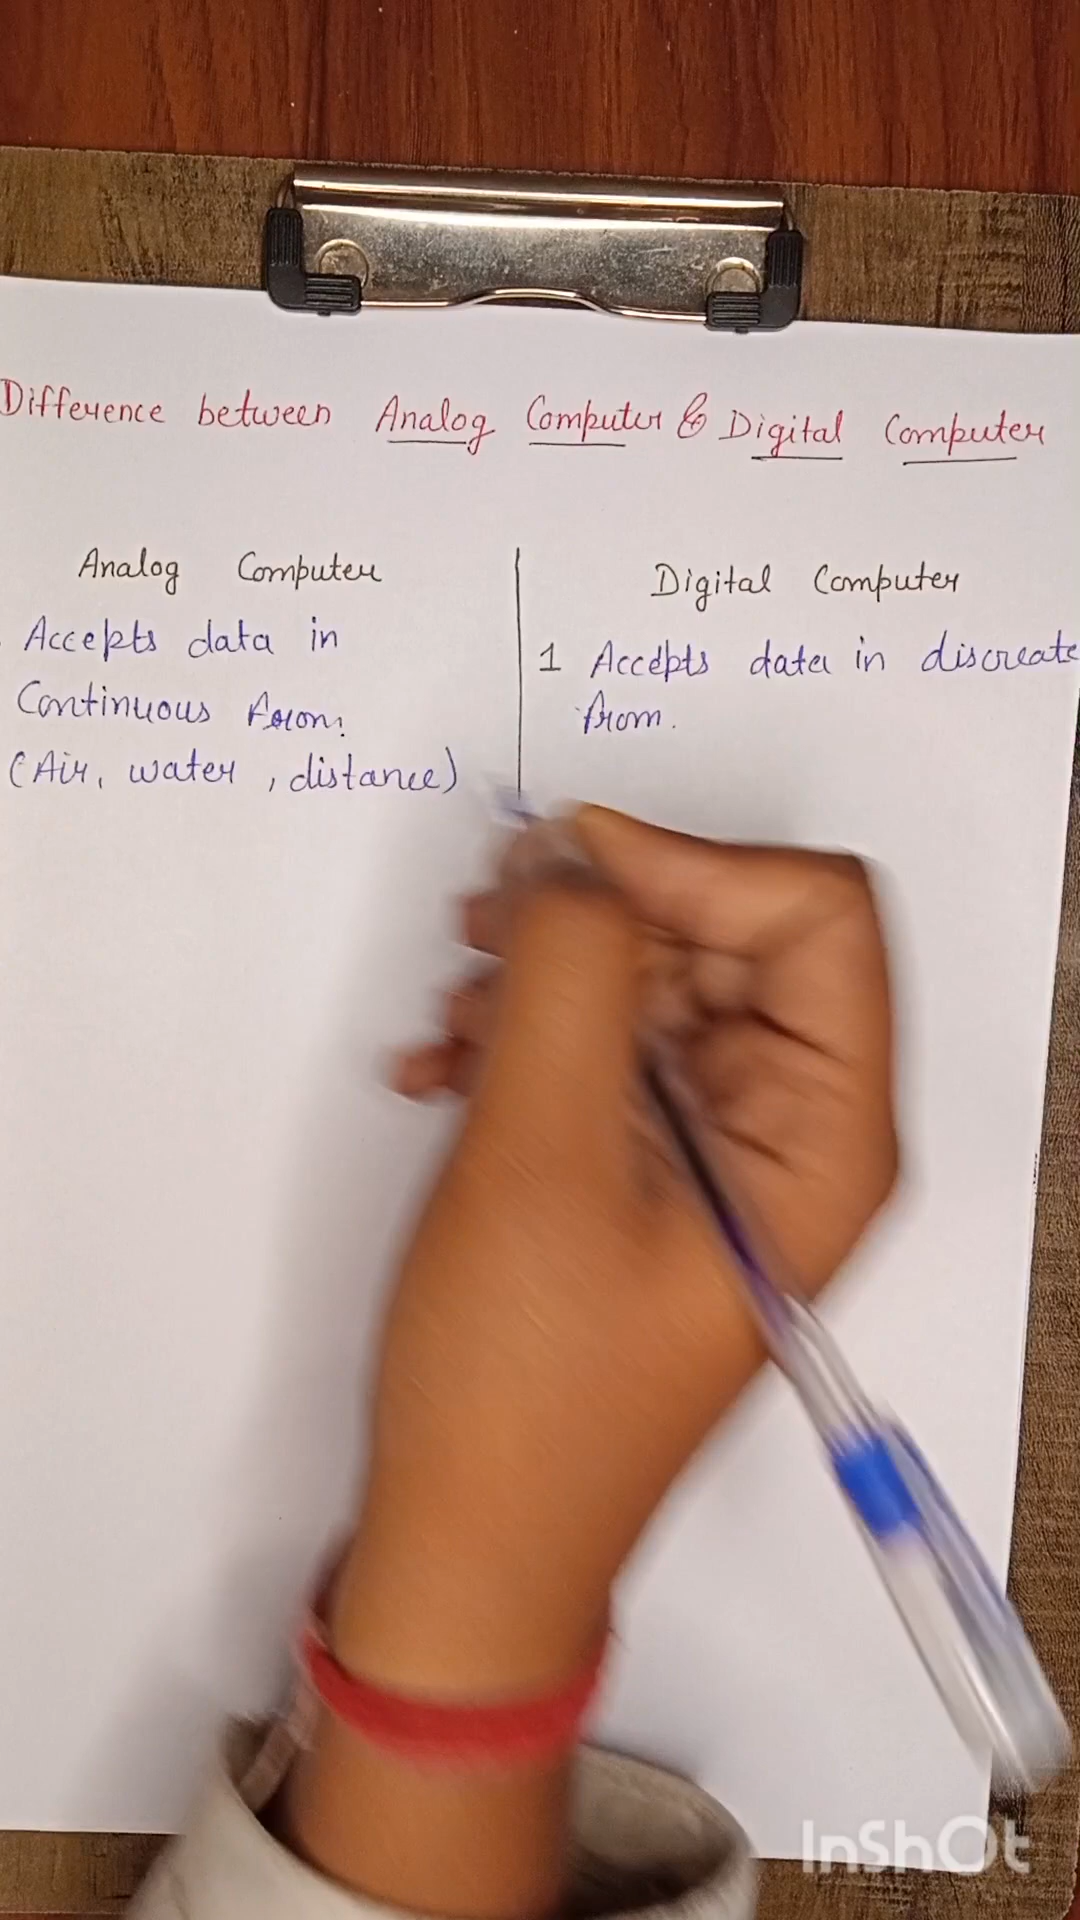 Difference between Analog Computer & Digital Computer
Analog Computer
Accepts data in
Continuous form.
(Air, water, distance)
Digital Computer
1 Accepts data in discreate
from.
InShOt